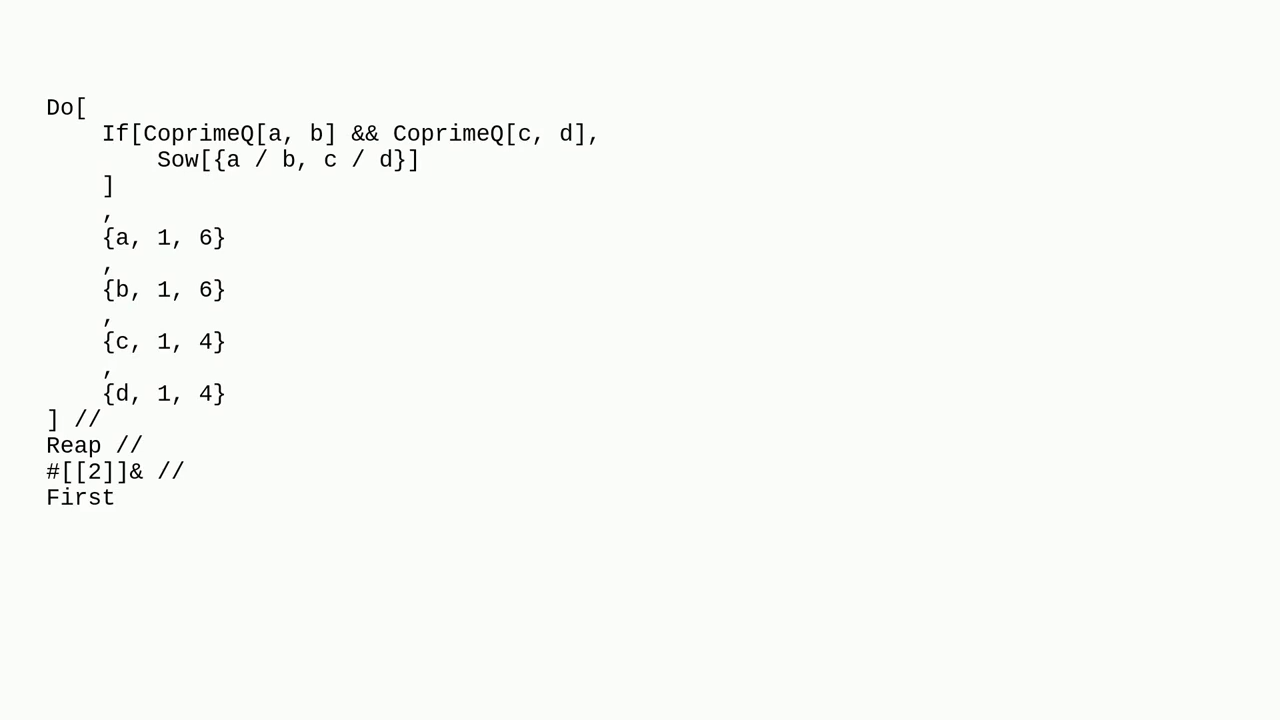 Do[
    If[CoprimeQ[a, b] && CoprimeQ[c, d],
        Sow[{a / b, c / d}]
    ]
    ,
    {a, 1, 6}
    ,
    {b, 1, 6}
    ,
    {c, 1, 4}
    ,
    {d, 1, 4}
] //
Reap //
#[[2]]& //
First